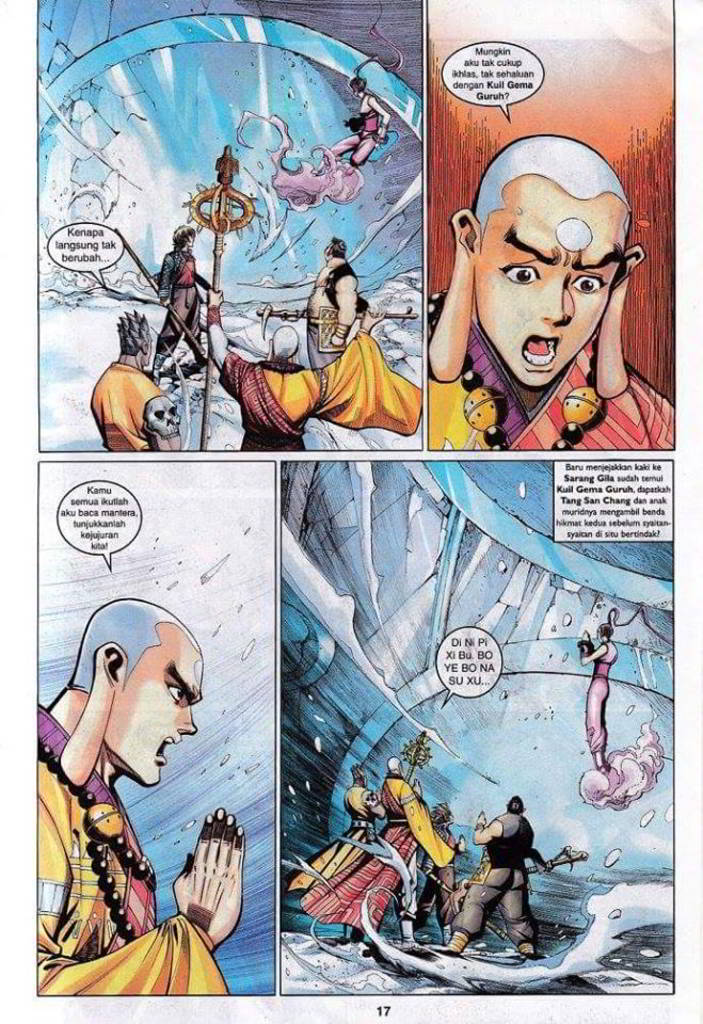 Kenapa
langsung tak
berubah...
Mungkin
aku tak cukup
ikhlas, tak sehaluan
dengan Kuil Gema
Guruh?
Kamu
semua ikutlah
aku baca mantera,
tunjukkanlah
kejujuran
kita!
Baru menjejakkan kaki ke
Sarang Gila sudah temui
Kuil Gema Guruh, dapatkah
Tang San Chang dan anak
muridnya mengambil benda
hikmat kedua sebelum syaitan-
syaitan di situ bertindak?
Di Ni Pi
Xi Bu. BO
YE BO NA
SU XU...
17